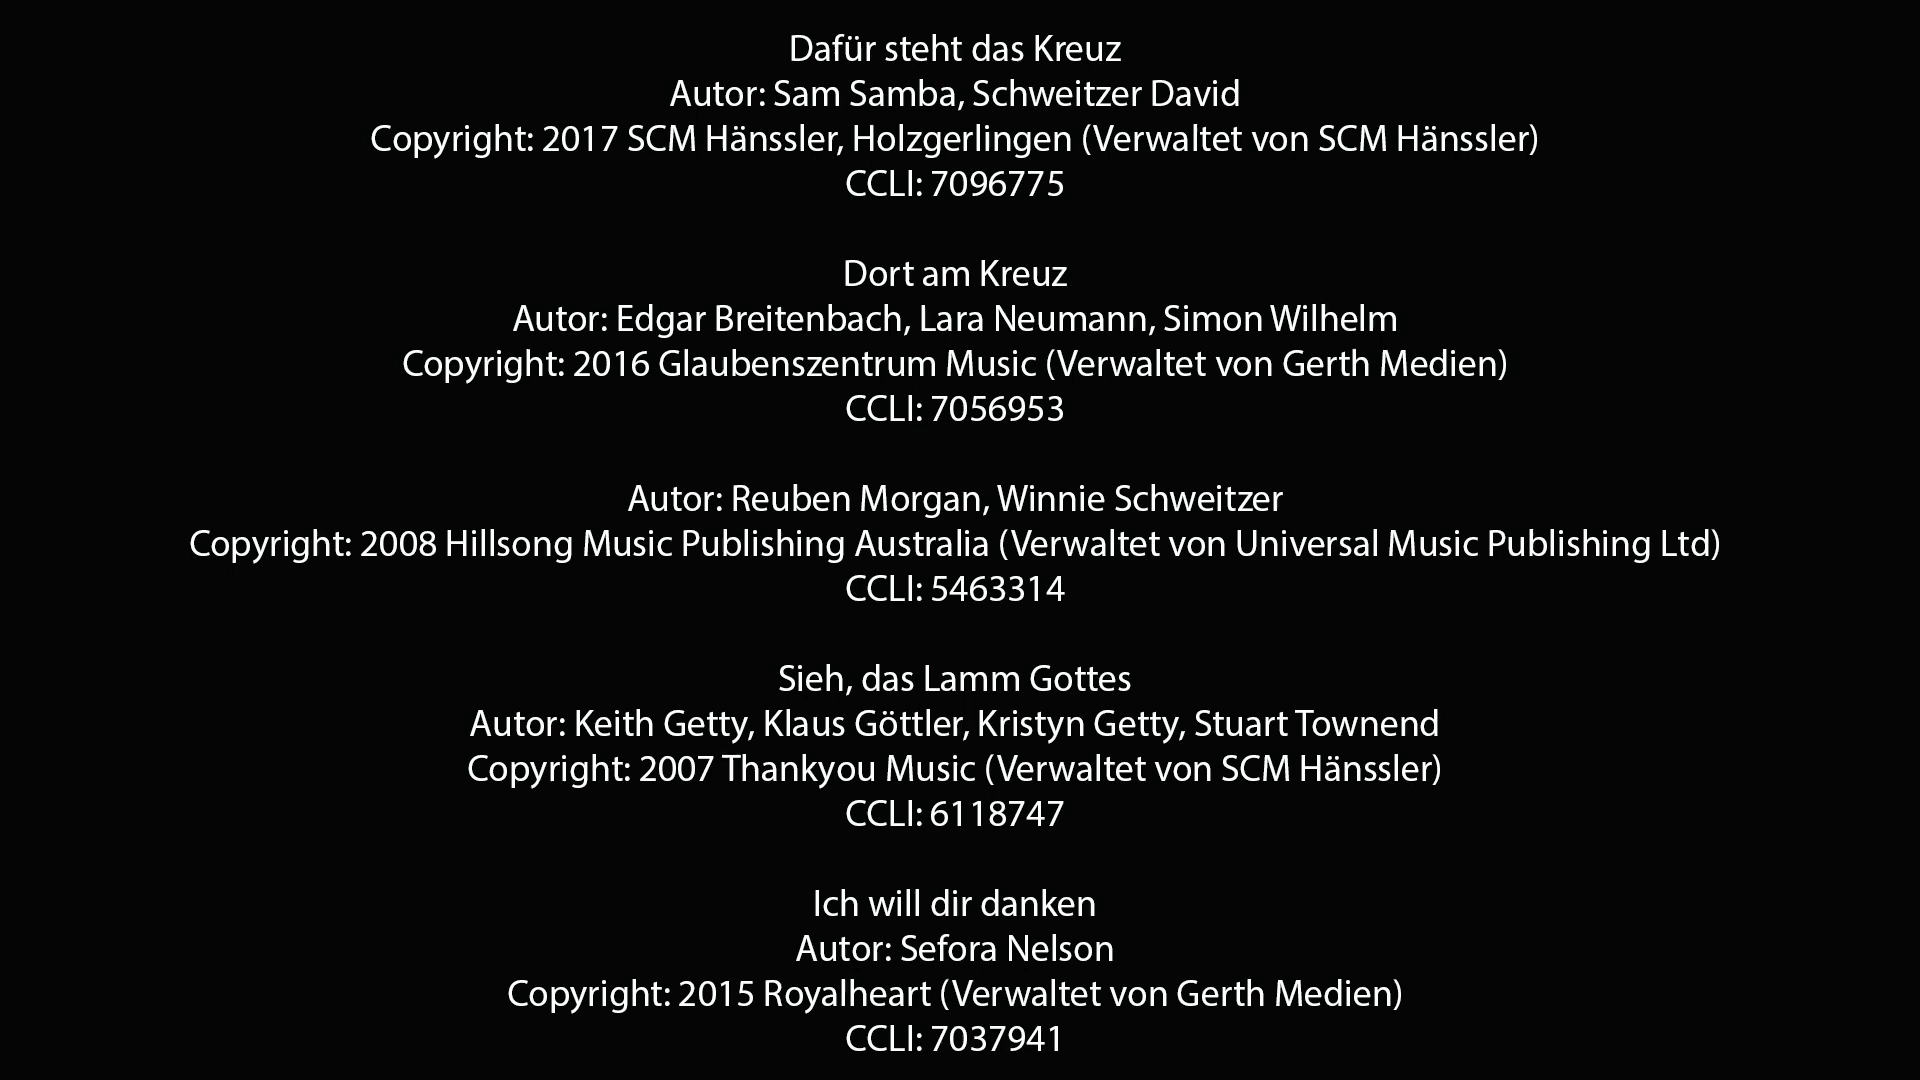 Dafür steht das Kreuz
Autor: Sam Samba, Schweitzer David
Copyright: 2017 SCM Hänssler, Holzgerlingen (Verwaltet von SCM Hänssler)
CCLI: 7096775
Dort am Kreuz
Autor: Edgar Breitenbach, Lara Neumann, Simon Wilhelm
Copyright: 2016 Glaubenszentrum Music (Verwaltet von Gerth Medien)
CCLI: 7056953
Autor: Reuben Morgan, Winnie Schweitzer
Copyright: 2008 Hillsong Music Publishing Australia (Verwaltet von Universal Music Publishing Ltd)
CCLI: 5463314
Sieh, das Lamm Gottes
Autor: Keith Getty, Klaus Göttler, Kristyn Getty, Stuart Townend
Copyright: 2007 Thankyou Music (Verwaltet von SCM Hänssler)
CCLI: 6118747
Ich will dir danken
Autor: Sefora Nelson
Copyright: 2015 Royalheart (Verwaltet von Gerth Medien)
CCLI: 7037941